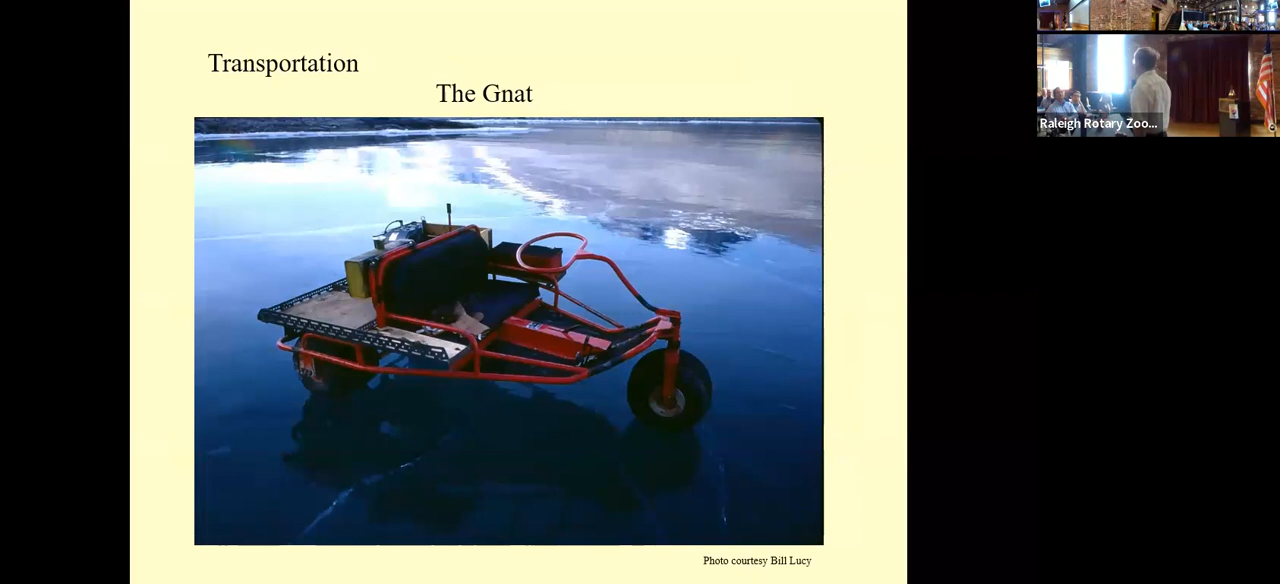 Transportation
The Gnat
Photo courtesy Bill Lucy
Raleigh Rotary Zoo...